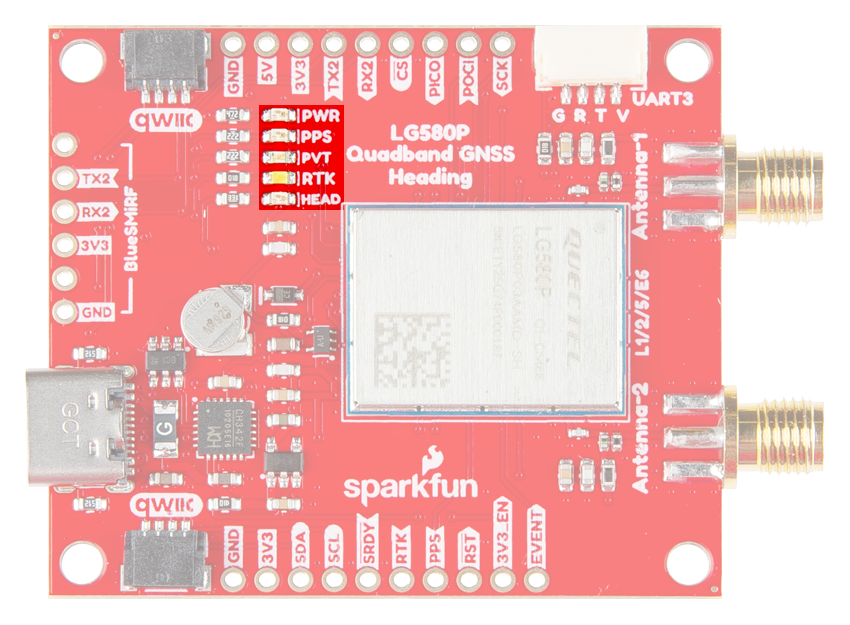 GND
5V
3V3
TX2
RX2
CS
PICO
POCI
SCK
UART3
G R T V
qwiic
PWR
PPS
PVT
RTK
HEAD
LG580P
Quadband GNSS
Heading
Antenna-1
TX2
RX2
3V3
GND
BlueSMiRF
QUECTEL
LG580P
L1/2/5/E6
Antenna-2
GCT
G
sparkfun
qwiic
GND
3V3
SDA
SCL
SRDY
RTK
PPS
RST
3V3_EN
EVENT